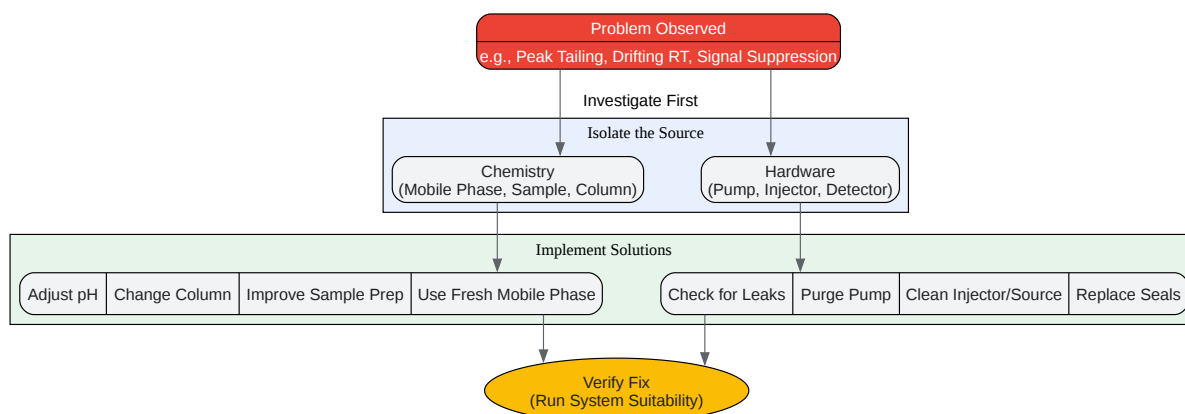 Problem Observed
e.g., Peak Tailing, Drifting RT, Signal Suppression
Investigate First
Isolate the Source
Chemistry
(Mobile Phase, Sample, Column)
Hardware
(Pump, Injector, Detector)
Implement Solutions
Adjust pH
Change Column
Improve Sample Prep
Use Fresh Mobile Phase
Check for Leaks
Purge Pump
Clean Injector/Source
Replace Seals
Verify Fix
(Run System Suitability)